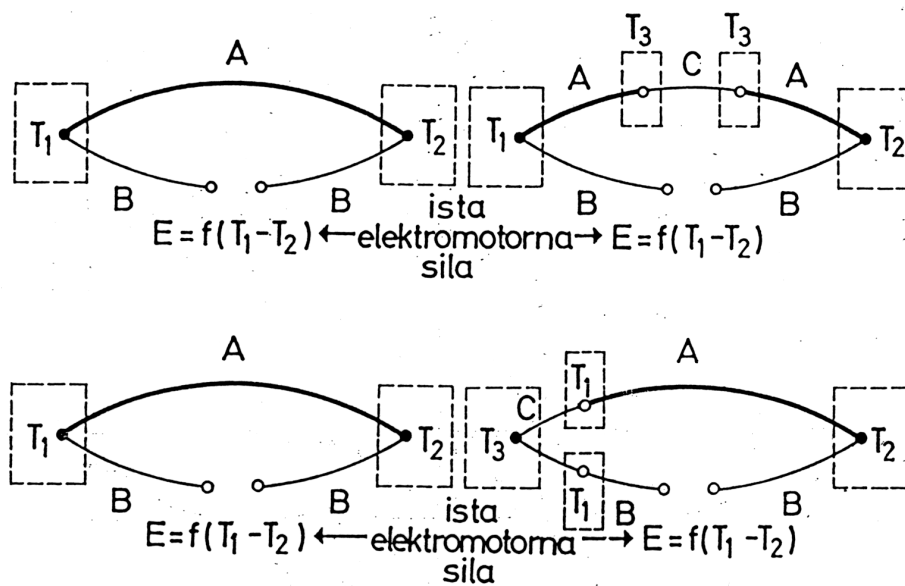 A
T₃ T₃
A C A
T₁ T₂ T₁ T₂
B B B B
ista
E = f(T₁-T₂) ← elektromotorna → E = f(T₁-T₂)
sila
A A
T₁
C
T₁ T₂ T₃ T₂
T₁
B B B B
ista
E = f(T₁-T₂) ← elektromotorna → E = f(T₁-T₂)
sila